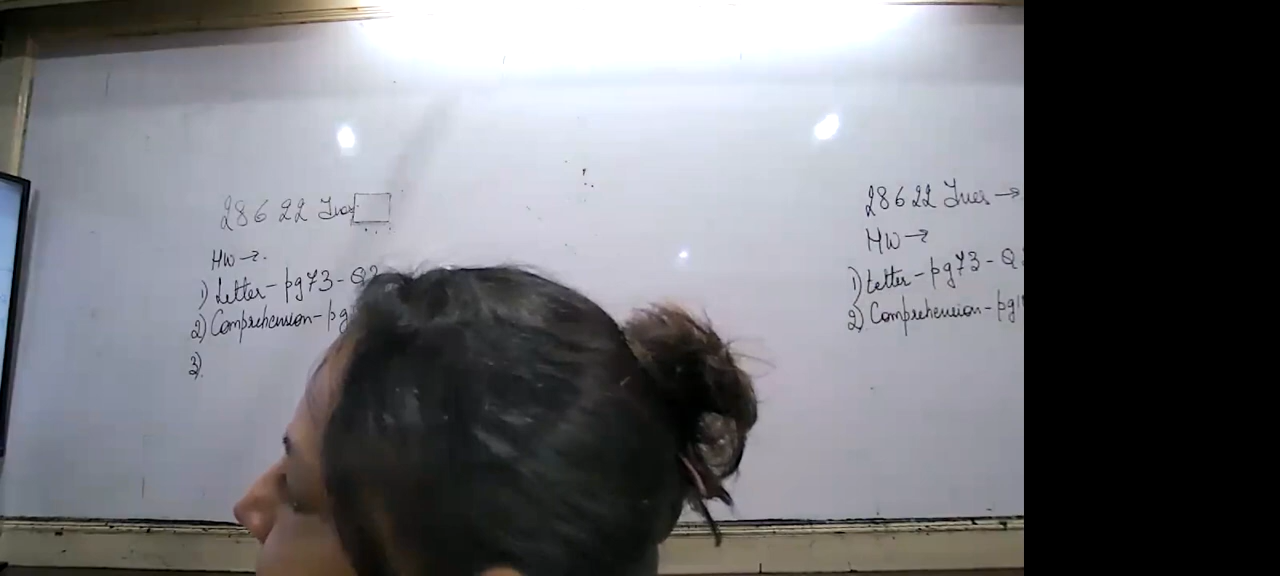 28 6 22 Tues
HW →
1) Letter - pg 73 - Q
2) Comprehension - pg
3)
28 6 22 Tues →
HW →
1) Letter - pg 73 - Q
2) Comprehension - pg